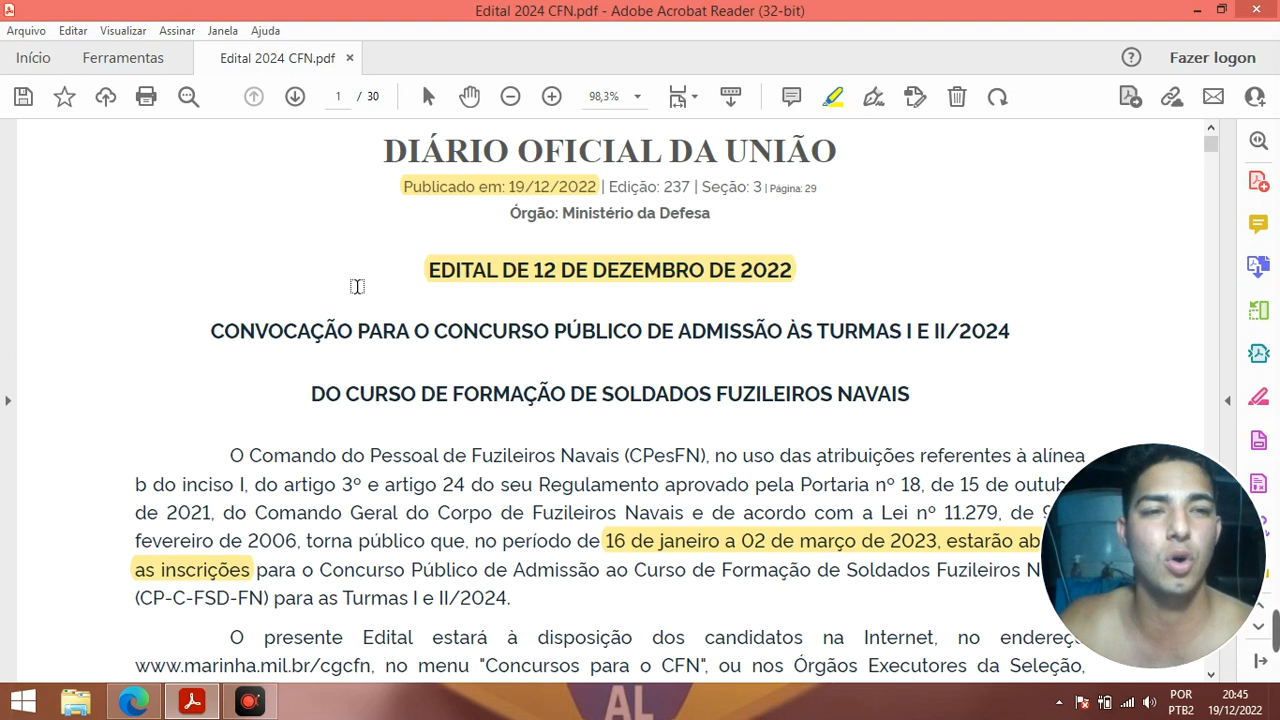 Edital 2024 CFN.pdf - Adobe Acrobat Reader (32-bit)
Arquivo Editar Visualizar Assinar Janela Ajuda
Início Ferramentas Edital 2024 CFN.pdf × Fazer logon
1 / 30 98,3%
DIÁRIO OFICIAL DA UNIÃO
Publicado em: 19/12/2022 | Edição: 237 | Seção: 3 | Página: 29
Órgão: Ministério da Defesa
EDITAL DE 12 DE DEZEMBRO DE 2022
CONVOCAÇÃO PARA O CONCURSO PÚBLICO DE ADMISSÃO ÀS TURMAS I E II/2024
DO CURSO DE FORMAÇÃO DE SOLDADOS FUZILEIROS NAVAIS
O Comando do Pessoal de Fuzileiros Navais (CPesFN), no uso das atribuições referentes à alínea
b do inciso I, do artigo 3º e artigo 24 do seu Regulamento aprovado pela Portaria nº 18, de 15 de outub
de 2021, do Comando Geral do Corpo de Fuzileiros Navais e de acordo com a Lei nº 11.279, de
fevereiro de 2006, torna público que, no período de 16 de janeiro a 02 de março de 2023, estarão ab
as inscrições para o Concurso Público de Admissão ao Curso de Formação de Soldados Fuzileiros N
(CP-C-FSD-FN) para as Turmas I e II/2024.
O presente Edital estará à disposição dos candidatos na Internet, no endereç
www.marinha.mil.br/cgcfn, no menu "Concursos para o CFN", ou nos Órgãos Executores da Seleção,
AL
POR
PTB2
20:45
19/12/2022